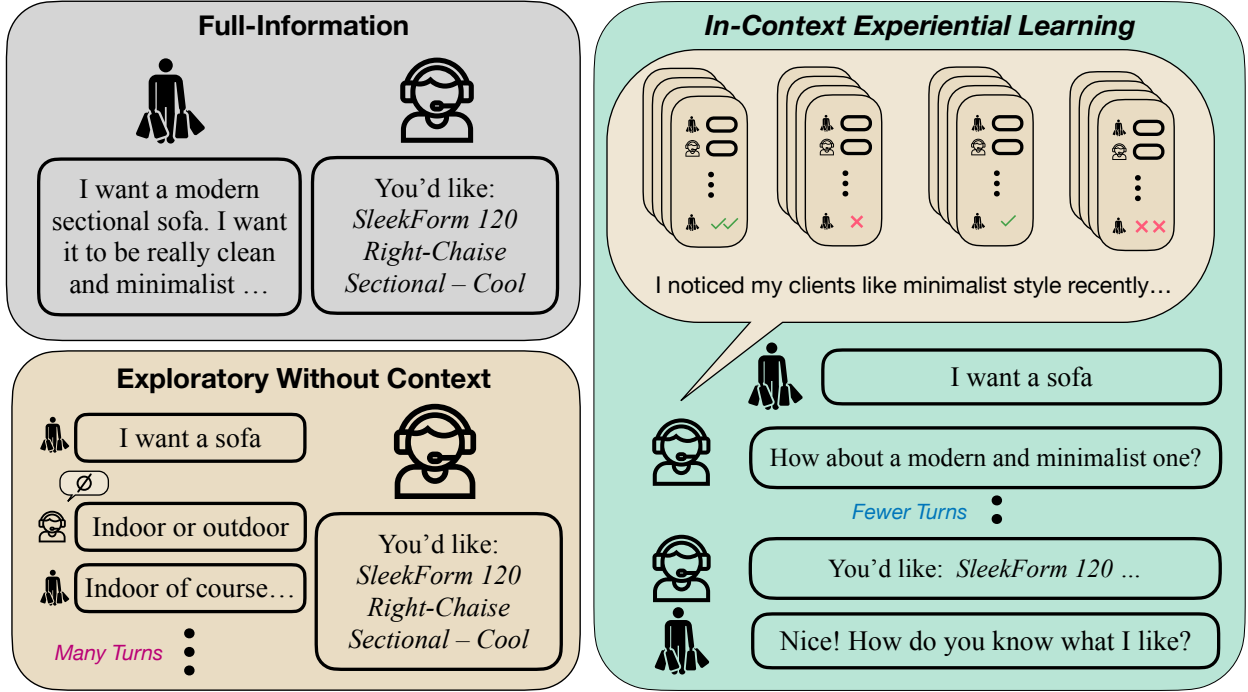 Full-Information
I want a modern
sectional sofa. I want
it to be really clean
and minimalist …
You’d like:
SleekForm 120
Right-Chaise
Sectional – Cool
Exploratory Without Context
I want a sofa
Ø
Indoor or outdoor
Indoor of course…
Many Turns
You’d like:
SleekForm 120
Right-Chaise
Sectional – Cool
In-Context Experiential Learning
I noticed my clients like minimalist style recently…
I want a sofa
How about a modern and minimalist one?
Fewer Turns
You’d like: SleekForm 120 …
Nice! How do you know what I like?